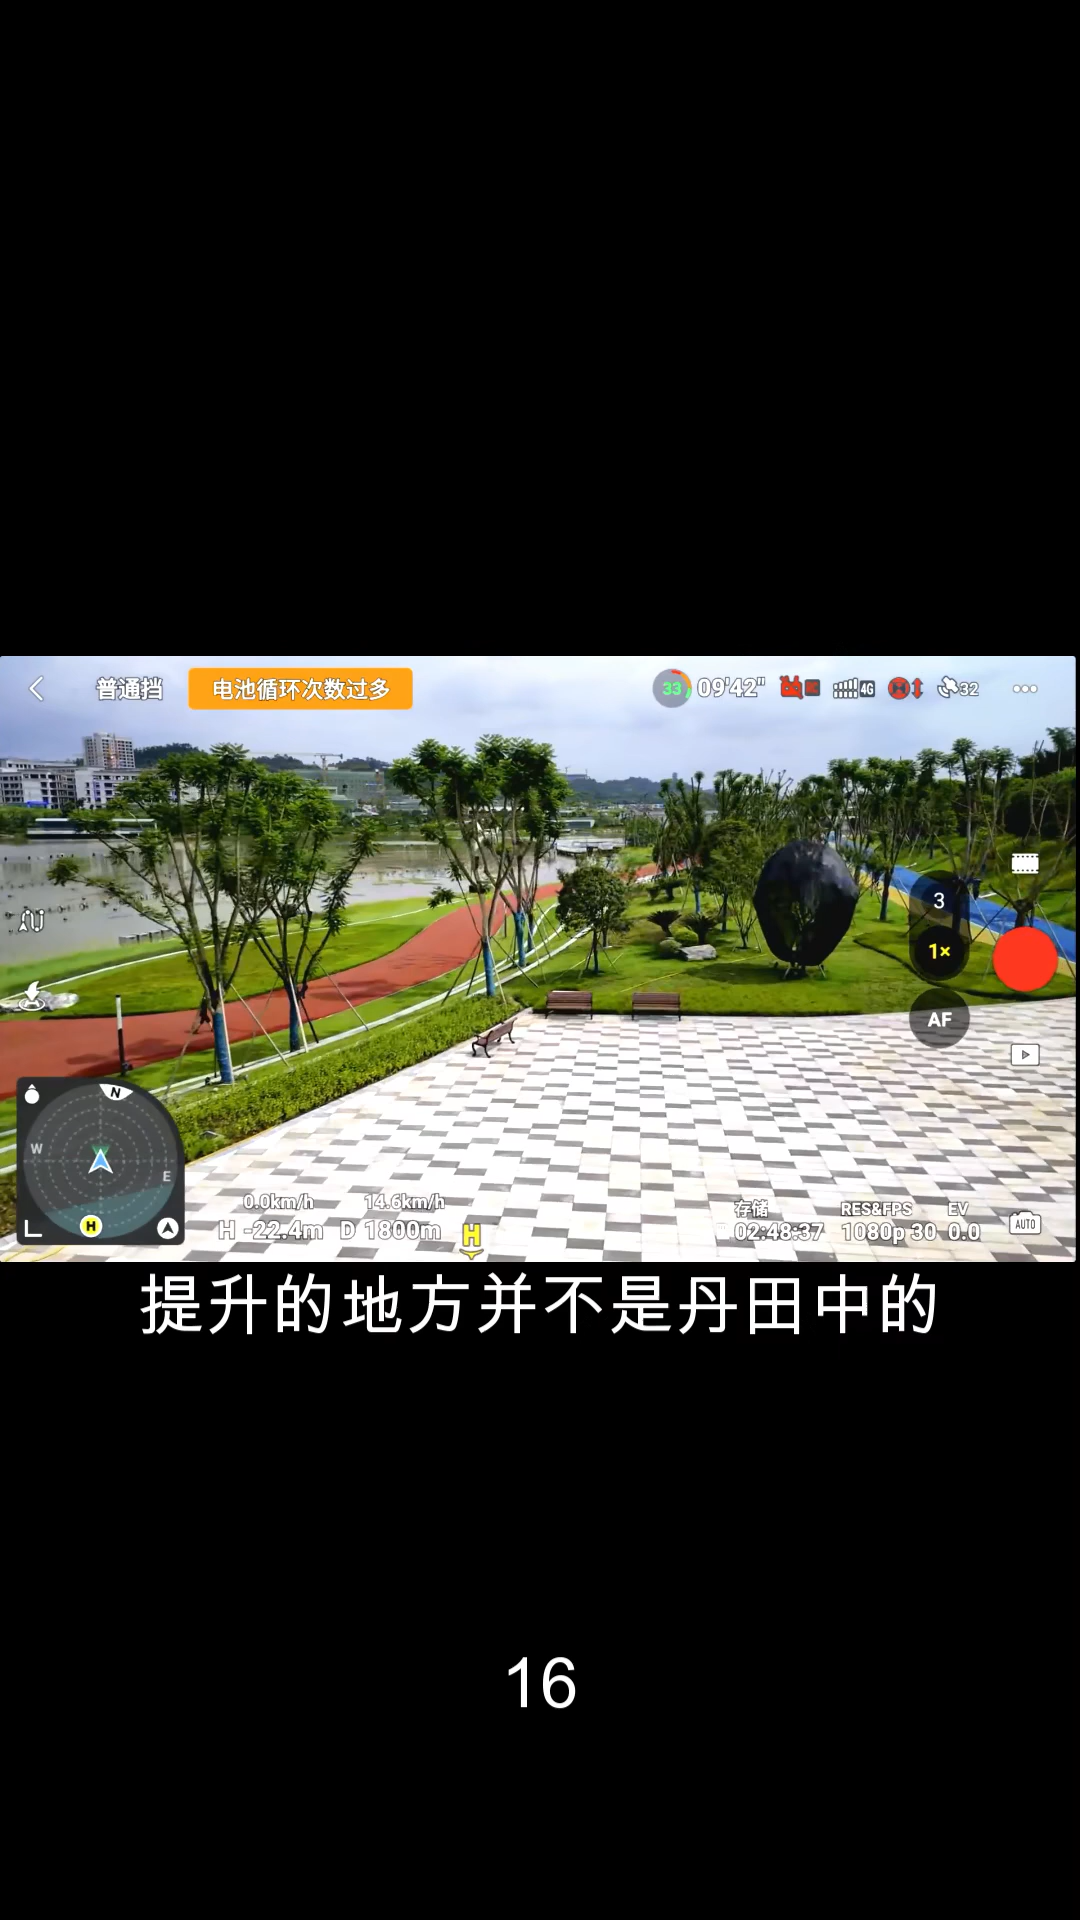 普通挡 电池循环次数过多 33 09'42" 4G 32
3
1×
AF
N
W
E
H
0.0km/h 14.6km/h
H -22.4m D 1800m
H
存储 RES&FPS EV
02:48:37 1080p 30 0.0
AUTO
提升的地方并不是丹田中的
16